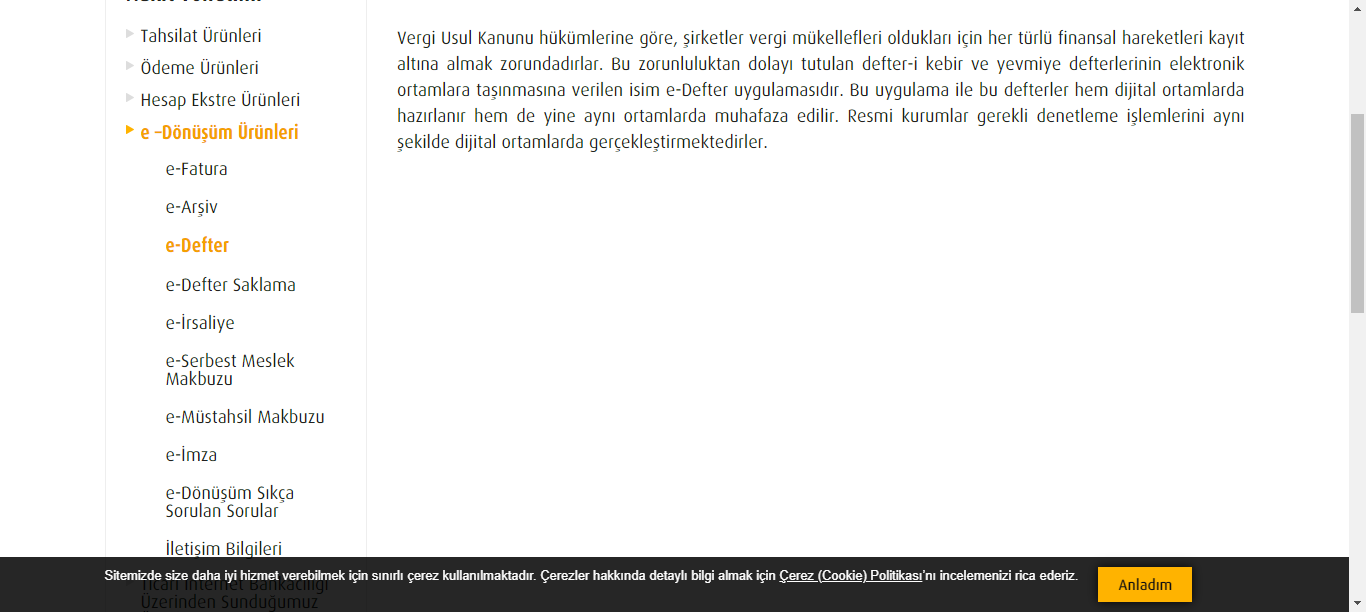 Tahsilat Ürünleri
Ödeme Ürünleri
Hesap Ekstre Ürünleri
e –Dönüşüm Ürünleri
e-Fatura
e-Arşiv
e-Defter
e-Defter Saklama
e-İrsaliye
e-Serbest Meslek
Makbuzu
e-Müstahsil Makbuzu
e-İmza
e-Dönüşüm Sıkça
Sorulan Sorular
İletişim Bilgileri
Ticari İnternet Bankacılığı
Üzerinden Sunduğumuz
Vergi Usul Kanunu hükümlerine göre, şirketler vergi mükellefleri oldukları için her türlü finansal hareketleri kayıt
altına almak zorundadırlar. Bu zorunluluktan dolayı tutulan defter-i kebir ve yevmiye defterlerinin elektronik
ortamlara taşınmasına verilen isim e-Defter uygulamasıdır. Bu uygulama ile bu defterler hem dijital ortamlarda
hazırlanır hem de yine aynı ortamlarda muhafaza edilir. Resmi kurumlar gerekli denetleme işlemlerini aynı
şekilde dijital ortamlarda gerçekleştirmektedirler.
Sitemizde size daha iyi hizmet verebilmek için sınırlı çerez kullanılmaktadır. Çerezler hakkında detaylı bilgi almak için Çerez (Cookie) Politikası'nı incelemenizi rica ederiz.
Anladım